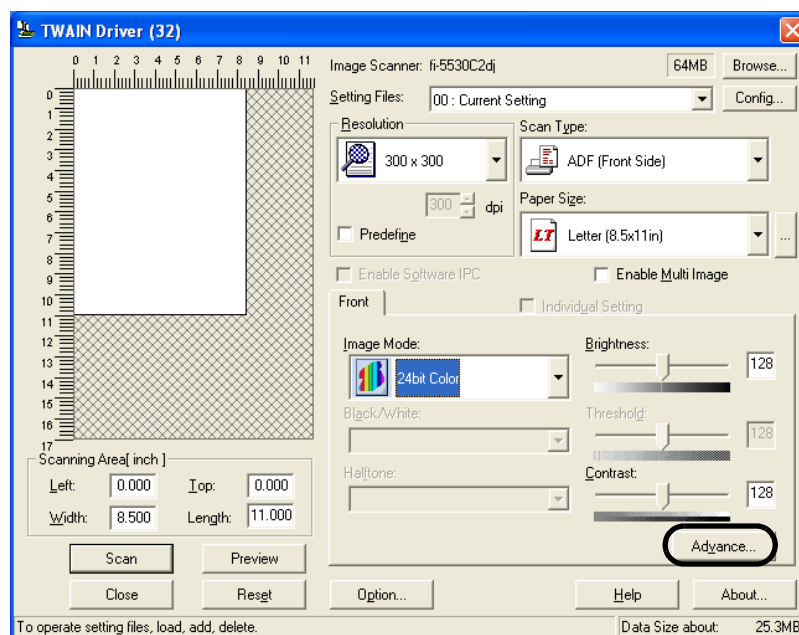 TWAIN Driver (32)
0 1 2 3 4 5 6 7 8 9 10 11
0
1
2
3
4
5
6
7
8
9
10
11
12
13
14
15
16
17
Image Scanner: fi-5530C2dj 64MB Browse...
Setting Files: 00 : Current Setting Config...
Resolution Scan Type:
300 x 300 ADF (Front Side)
300 dpi Paper Size:
Predefine LT Letter (8.5x11in) ...
Enable Software IPC Enable Multi Image
Front Individual Setting
Image Mode: Brightness:
24bit Color 128
Black/White: Threshold:
128
Halftone: Contrast:
128
Advance...
Scanning Area[ inch ]
Left: 0.000 Top: 0.000
Width: 8.500 Length: 11.000
Scan Preview
Close Reset Option... Help About...
To operate setting files, load, add, delete. Data Size about: 25.3MB